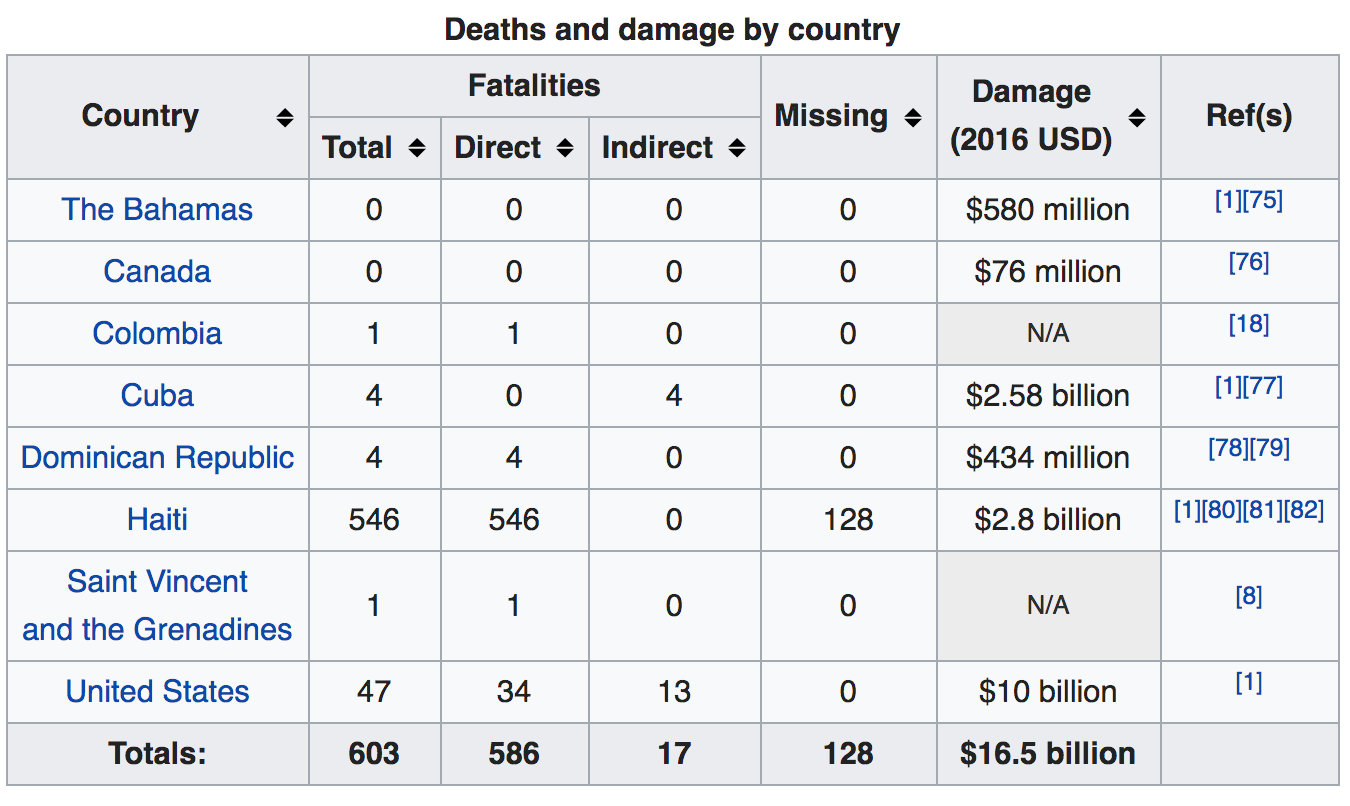 Deaths and damage by country
Country Fatalities Missing Damage (2016 USD) Ref(s)
Total Direct Indirect
The Bahamas 0 0 0 0 $580 million [1][75]
Canada 0 0 0 0 $76 million [76]
Colombia 1 1 0 0 N/A [18]
Cuba 4 0 4 0 $2.58 billion [1][77]
Dominican Republic 4 4 0 0 $434 million [78][79]
Haiti 546 546 0 128 $2.8 billion [1][80][81][82]
Saint Vincent
and the Grenadines 1 1 0 0 N/A [8]
United States 47 34 13 0 $10 billion [1]
Totals: 603 586 17 128 $16.5 billion